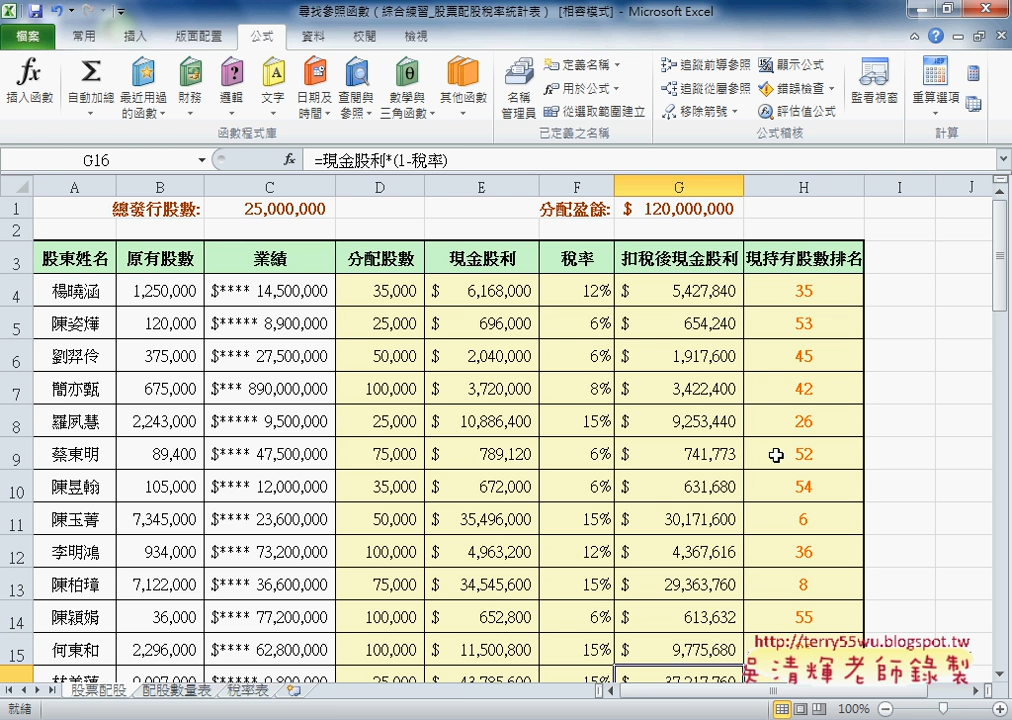 尋找參照函數（綜合練習_股票配股稅率統計表） [相容模式] - Microsoft Excel
檔案 常用 插入 版面配置 公式 資料 校閱 檢視
插入函數 自動加總 最近用過的函數 財務 邏輯 文字 日期及時間 查閱與參照 數學與三角函數 其他函數 名稱管理員 定義名稱 用於公式 從選取範圍建立 追蹤前導參照 追蹤從屬參照 移除箭號 顯示公式 錯誤檢查 評估值公式 監看視窗 重算選項
函數程式庫 已定義之名稱 公式稽核 計算
G16 fx =現金股利*(1-稅率)
A B C D E F G H I J
1 總發行股數: 25,000,000 分配盈餘: $ 120,000,000
2
3 股東姓名 原有股數 業績 分配股數 現金股利 稅率 扣稅後現金股利 現持有股數排名
4 楊曉涵 1,250,000 $**** 14,500,000 35,000 $ 6,168,000 12% $ 5,427,840 35
5 陳姿燁 120,000 $***** 8,900,000 25,000 $ 696,000 6% $ 654,240 53
6 劉羿伶 375,000 $**** 27,500,000 50,000 $ 2,040,000 6% $ 1,917,600 45
7 簡亦甄 675,000 $*** 890,000,000 100,000 $ 3,720,000 8% $ 3,422,400 42
8 羅夙慧 2,243,000 $***** 9,500,000 25,000 $ 10,886,400 15% $ 9,253,440 26
9 蔡東明 89,400 $**** 47,500,000 75,000 $ 789,120 6% $ 741,773 52
10 陳昱翰 105,000 $**** 12,000,000 35,000 $ 672,000 6% $ 631,680 54
11 陳玉菁 7,345,000 $**** 23,600,000 50,000 $ 35,496,000 15% $ 30,171,600 6
12 李明鴻 934,000 $**** 73,200,000 100,000 $ 4,963,200 12% $ 4,367,616 36
13 陳柏璋 7,122,000 $**** 36,600,000 75,000 $ 34,545,600 15% $ 29,363,760 8
14 陳穎娟 36,000 $**** 77,200,000 100,000 $ 652,800 6% $ 613,632 55
15 何東和 2,296,000 $**** 62,800,000 100,000 $ 11,500,800 15% $ 9,775,680
http://terry55wu.blogspot.tw
吳清輝老師錄製
股票配股 配股數量表 稅率表
就緒 100%